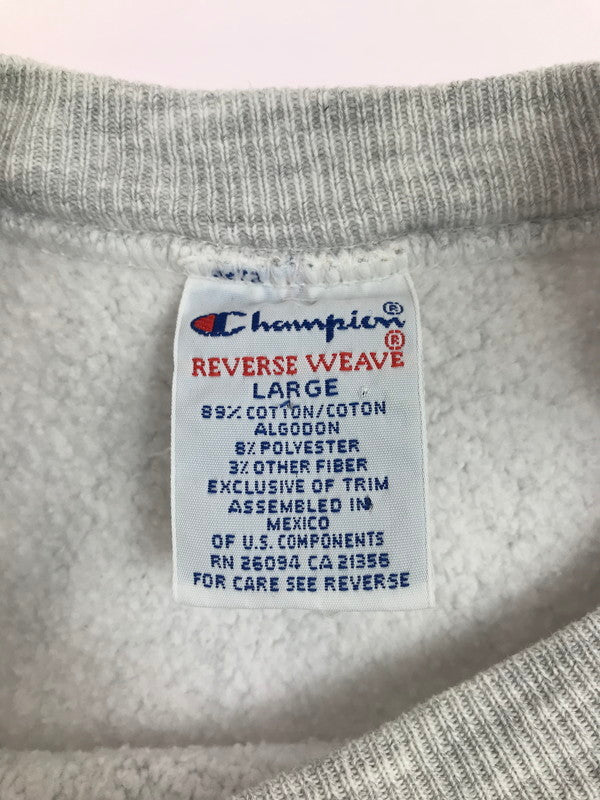 Champion®
REVERSE WEAVE®
LARGE
89% COTTON/COTON
ALGODON
8% POLYESTER
3% OTHER FIBER
EXCLUSIVE OF TRIM
ASSEMBLED IN
MEXICO
OF U.S. COMPONENTS
RN 26094 CA 21356
FOR CARE SEE REVERSE